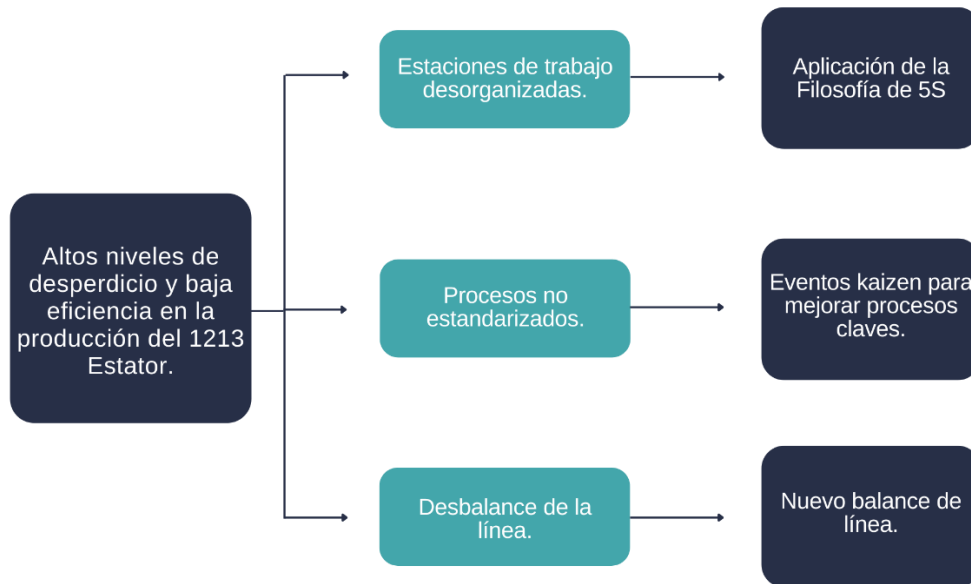 Estaciones de trabajo
desorganizadas.
Aplicación de la
Filosofía de 5S
Altos niveles de
desperdicio y baja
eficiencia en la
producción del 1213
Estator.
Procesos no
estandarizados.
Eventos kaizen para
mejorar procesos
claves.
Desbalance de la
línea.
Nuevo balance de
línea.